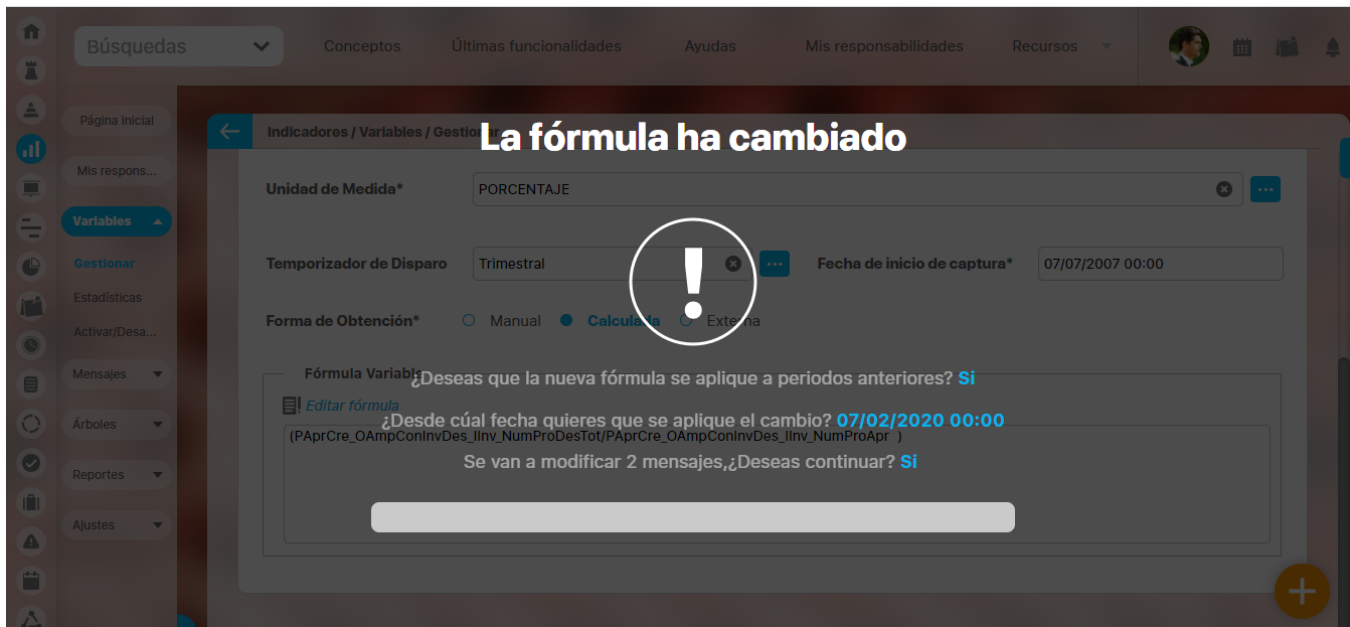 Búsquedas
Conceptos
Últimas funcionalidades
Ayudas
Mis responsabilidades
Recursos
Página inicial
Mis respons...
Variables
Gestionar
Estadísticas
Activar/Desa...
Mensajes
Árboles
Reportes
Ajustes
Indicadores / Variables / Gestionar
La fórmula ha cambiado
Unidad de Medida*
PORCENTAJE
Temporizador de Disparo
Trimestral
Fecha de inicio de captura*
07/07/2007 00:00
Forma de Obtención*
Manual
Calculada
Externa
Fórmula Variable
¿Deseas que la nueva fórmula se aplique a periodos anteriores? Si
Editar fórmula
¿Desde cúal fecha quieres que se aplique el cambio? 07/02/2020 00:00
(PAprCre_OAmpConInvDes_IInv_NumProDesTot/PAprCre_OAmpConInvDes_IInv_NumProApr )
Se van a modificar 2 mensajes,¿Deseas continuar? Si